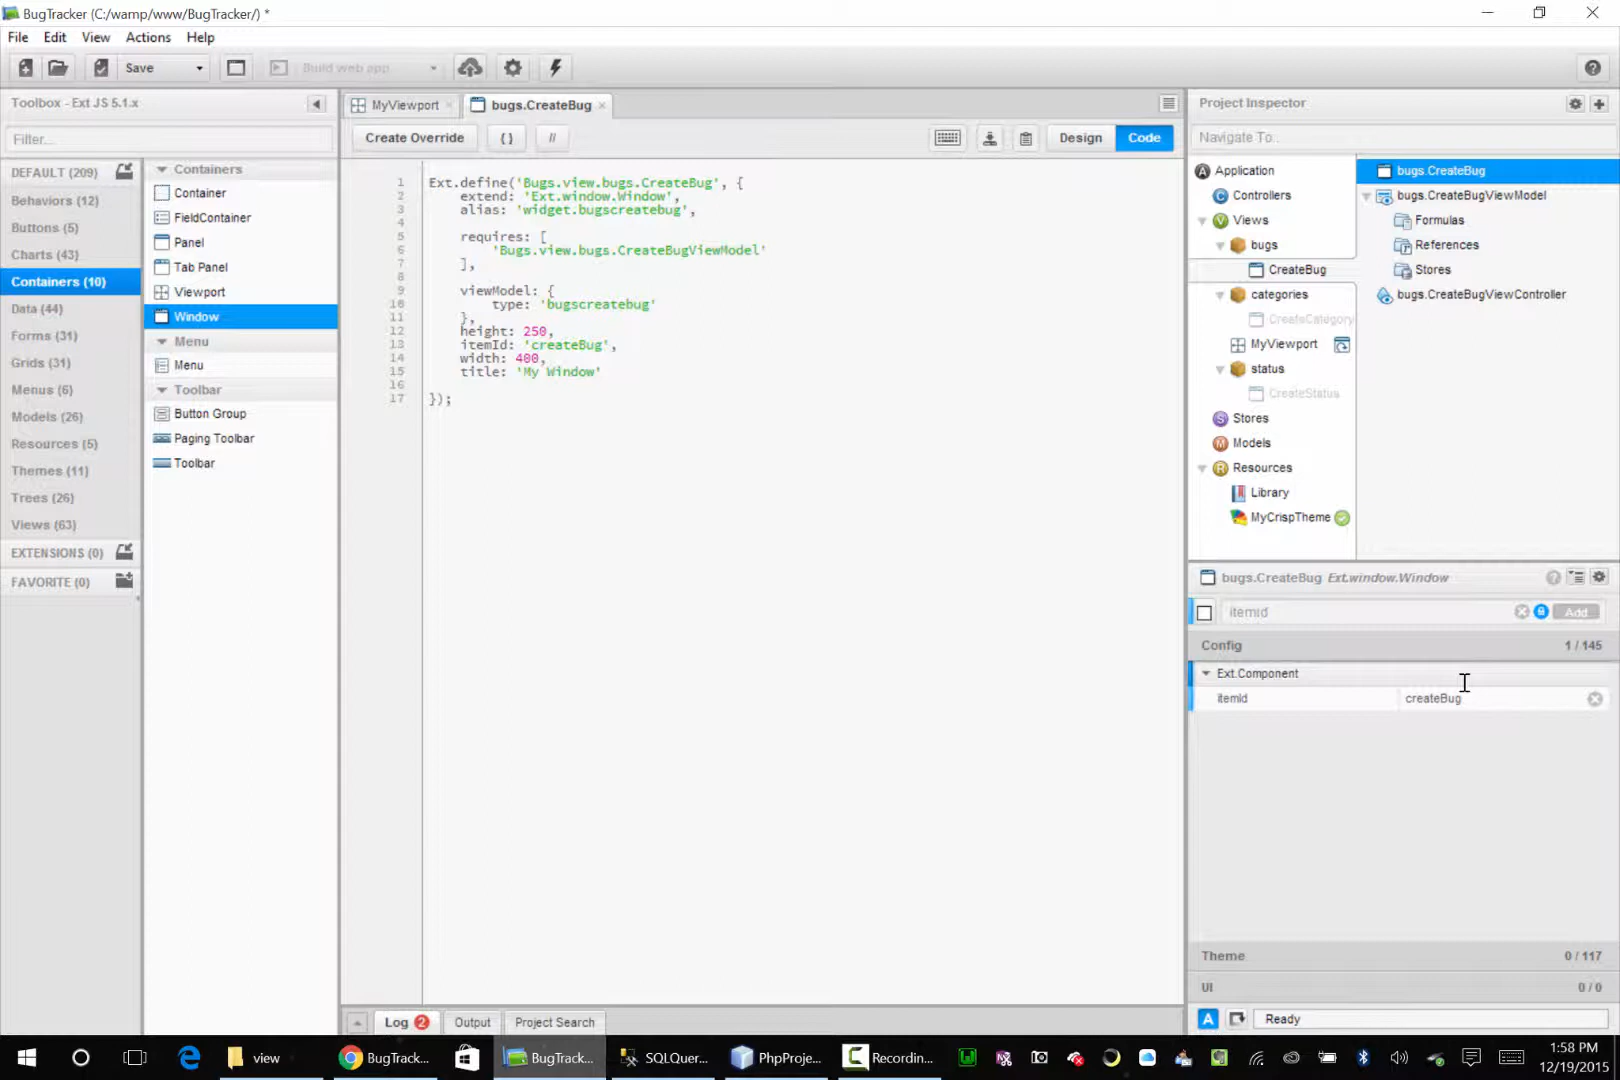 BugTracker (C:/wamp/www/BugTracker/) *
File Edit View Actions Help
Save Build web app
Toolbox - Ext JS 5.1.x
Filter...
DEFAULT (209)
Behaviors (12)
Buttons (5)
Charts (43)
Containers (10)
Data (44)
Forms (31)
Grids (31)
Menus (6)
Models (26)
Resources (5)
Themes (11)
Trees (26)
Views (63)
EXTENSIONS (0)
FAVORITE (0)
Containers
Container
FieldContainer
Panel
Tab Panel
Viewport
Window
Menu
Menu
Toolbar
Button Group
Paging Toolbar
Toolbar
MyViewport × bugs.CreateBug ×
Create Override { } // Design Code
1 Ext.define('Bugs.view.bugs.CreateBug', {
2 extend: 'Ext.window.Window',
3 alias: 'widget.bugscreatebug',
4
5 requires: [
6 'Bugs.view.bugs.CreateBugViewModel'
7 ],
8
9 viewModel: {
10 type: 'bugscreatebug'
11 },
12 height: 250,
13 itemId: 'createBug',
14 width: 400,
15 title: 'My Window'
16
17 });
Log 2 Output Project Search
Project Inspector
Navigate To...
Application
Controllers
Views
bugs
CreateBug
categories
CreateCategory
MyViewport
status
CreateStatus
Stores
Models
Resources
Library
MyCrispTheme
bugs.CreateBug
bugs.CreateBugViewModel
Formulas
References
Stores
bugs.CreateBugViewController
bugs.CreateBug Ext.window.Window
itemid Add
Config 1 / 145
Ext.Component
itemId createBug
Theme 0 / 117
UI 0 / 0
A Ready
view BugTrack... BugTrack... SQLQuer... PhpProje... Recordin...
1:58 PM
12/19/2015